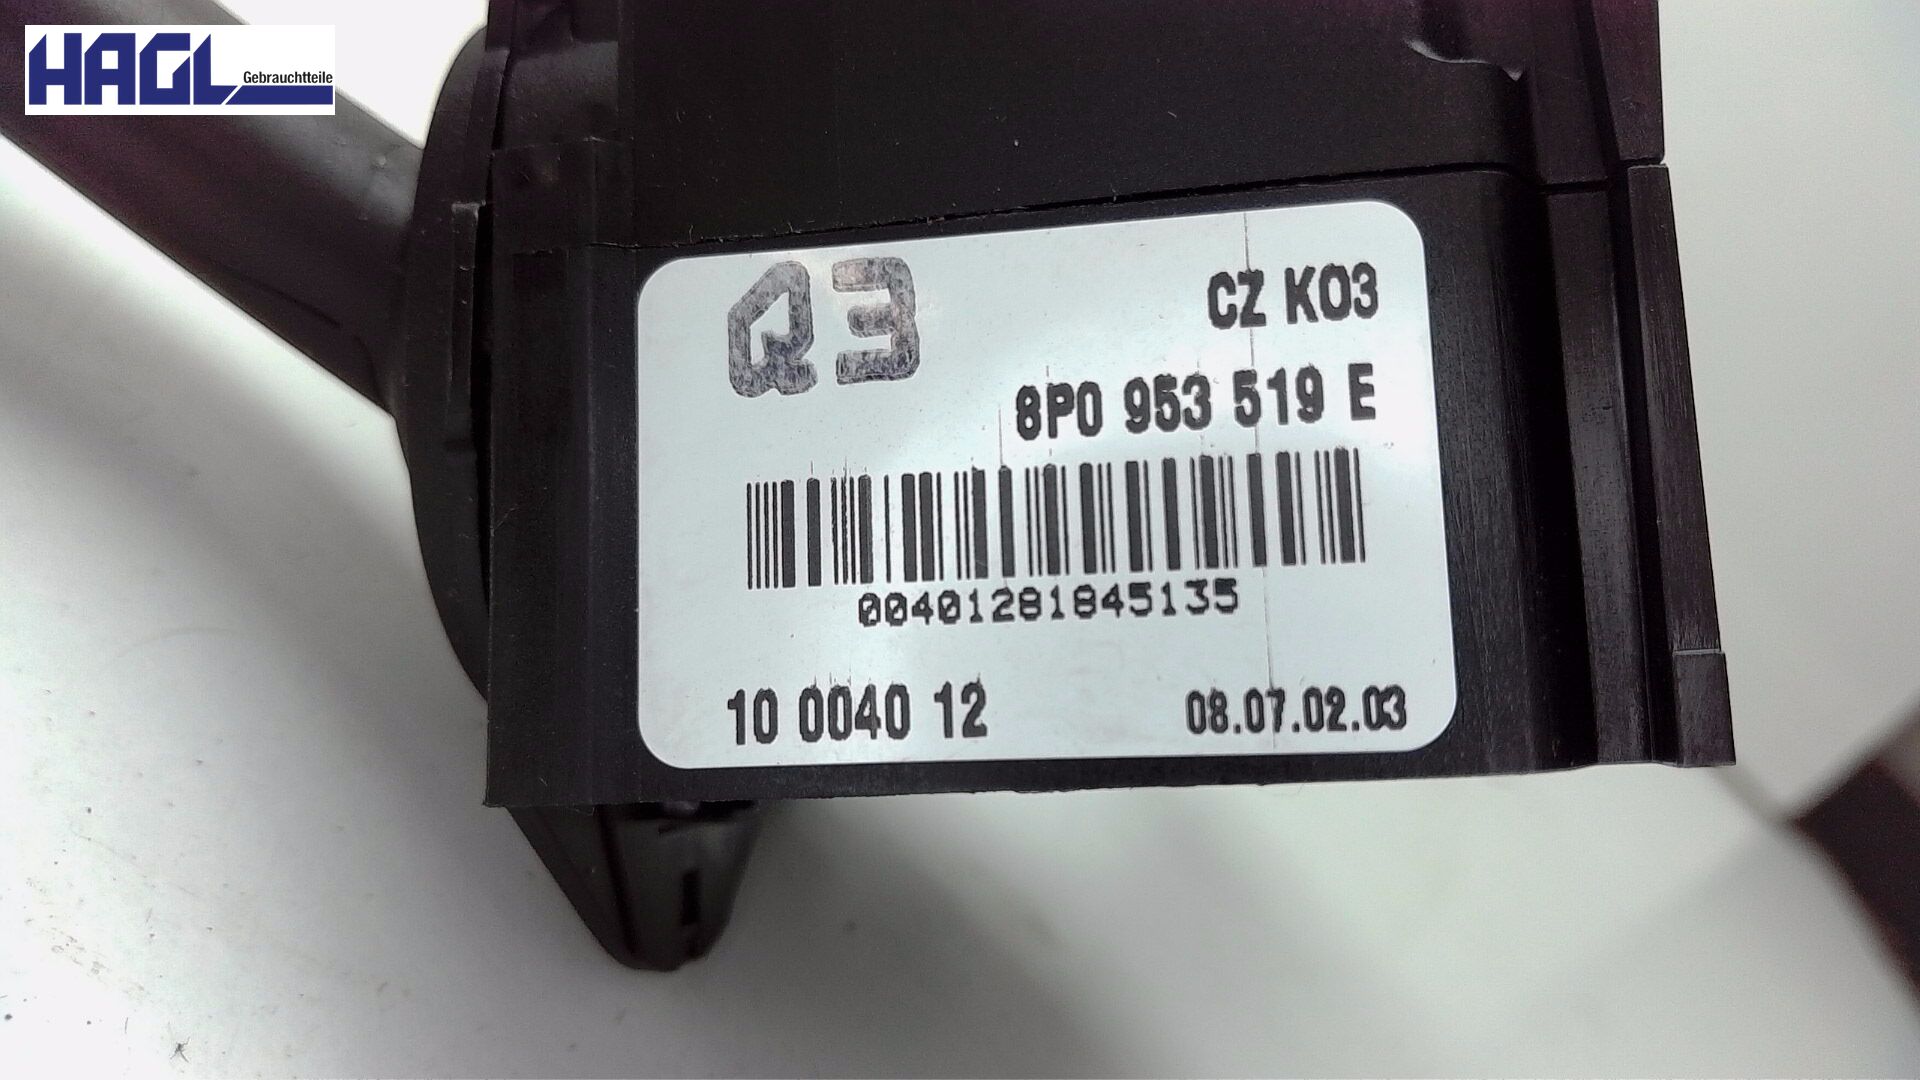 HAGL Gebrauchtteile
Q3
CZ K03
8P0 953 519 E
00401281845135
10 0040 12
08.07.02.03